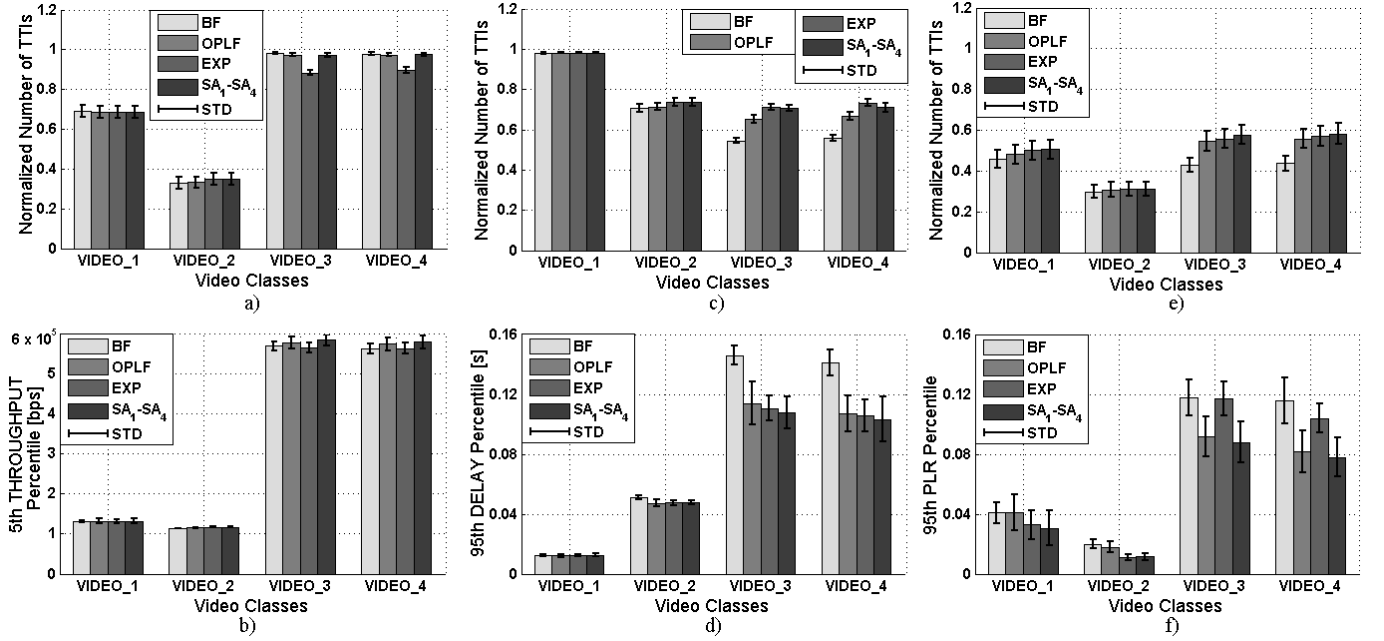 Normalized Number of TTIs
1.2
1
0.8
0.6
0.4
0.2
0
BF
OPLF
EXP
SA1-SA4
STD
VIDEO_1 VIDEO_2 VIDEO_3 VIDEO_4
Video Classes
a)
Normalized Number of TTIs
1.2
1
0.8
0.6
0.4
0.2
0
BF
OPLF
EXP
SA1-SA4
STD
VIDEO_1 VIDEO_2 VIDEO_3 VIDEO_4
Video Classes
c)
Normalized Number of TTIs
1.2
1
0.8
0.6
0.4
0.2
0
BF
OPLF
EXP
SA1-SA4
STD
VIDEO_1 VIDEO_2 VIDEO_3 VIDEO_4
Video Classes
e)
5th THROUGHPUT
Percentile [bps]
6 x 10^5
5
4
3
2
1
0
BF
OPLF
EXP
SA1-SA4
STD
VIDEO_1 VIDEO_2 VIDEO_3 VIDEO_4
Video Classes
b)
95th DELAY Percentile [s]
0.16
0.12
0.08
0.04
0
BF
OPLF
EXP
SA1-SA4
STD
VIDEO_1 VIDEO_2 VIDEO_3 VIDEO_4
Video Classes
d)
95th PLR Percentile
0.16
0.12
0.08
0.04
0
BF
OPLF
EXP
SA1-SA4
STD
VIDEO_1 VIDEO_2 VIDEO_3 VIDEO_4
Video Classes
f)